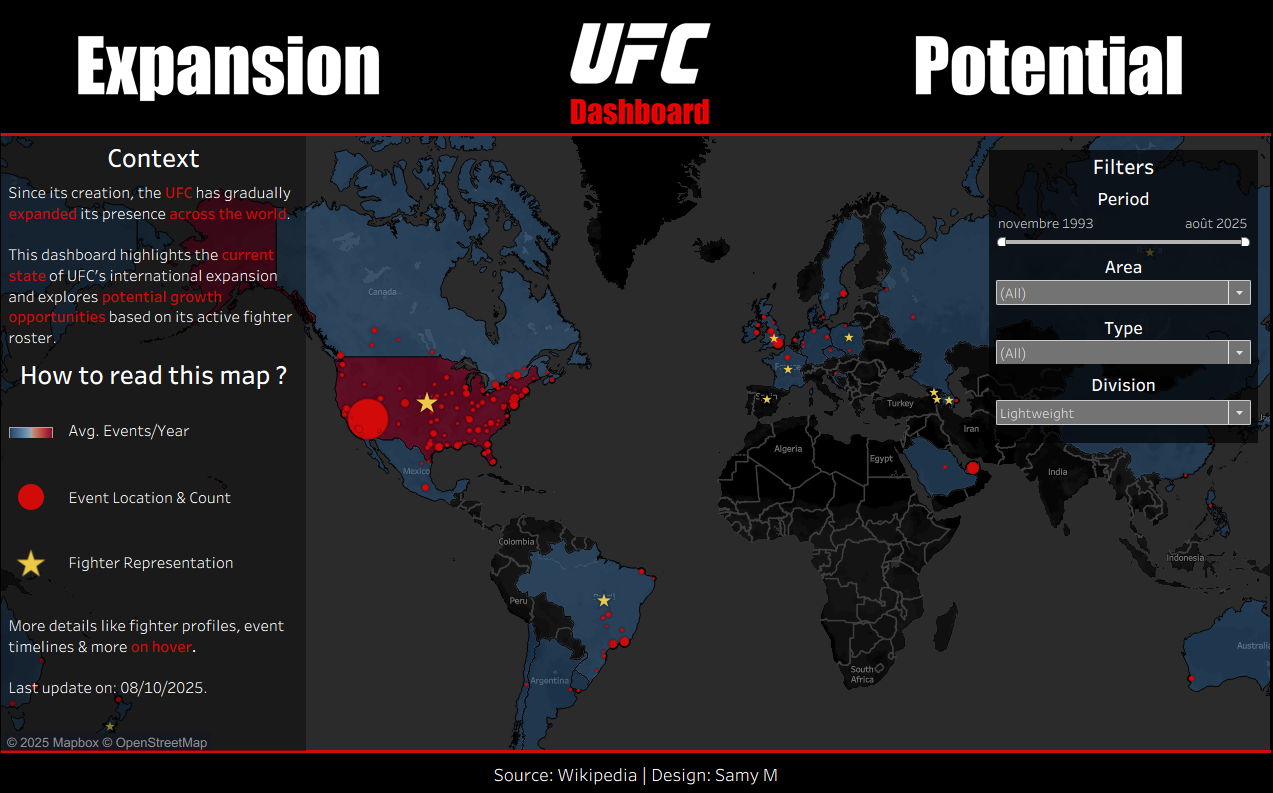 Expansion
UFC
Dashboard
Potential
Context
Since its creation, the UFC has gradually
expanded its presence across the world.
This dashboard highlights the current
state of UFC's international expansion
and explores potential growth
opportunities based on its active fighter
roster.
How to read this map ?
Avg. Events/Year
Event Location & Count
Fighter Representation
More details like fighter profiles, event
timelines & more on hover.
Last update on: 08/10/2025.
© 2025 Mapbox © OpenStreetMap
Canada
Mexico
Colombia
Peru
Argentina
Turkey
Algeria
Egypt
Iran
India
Indonesia
South
Africa
Filters
Period
novembre 1993
août 2025
Area
(All)
Type
(All)
Division
Lightweight
Source: Wikipedia | Design: Samy M